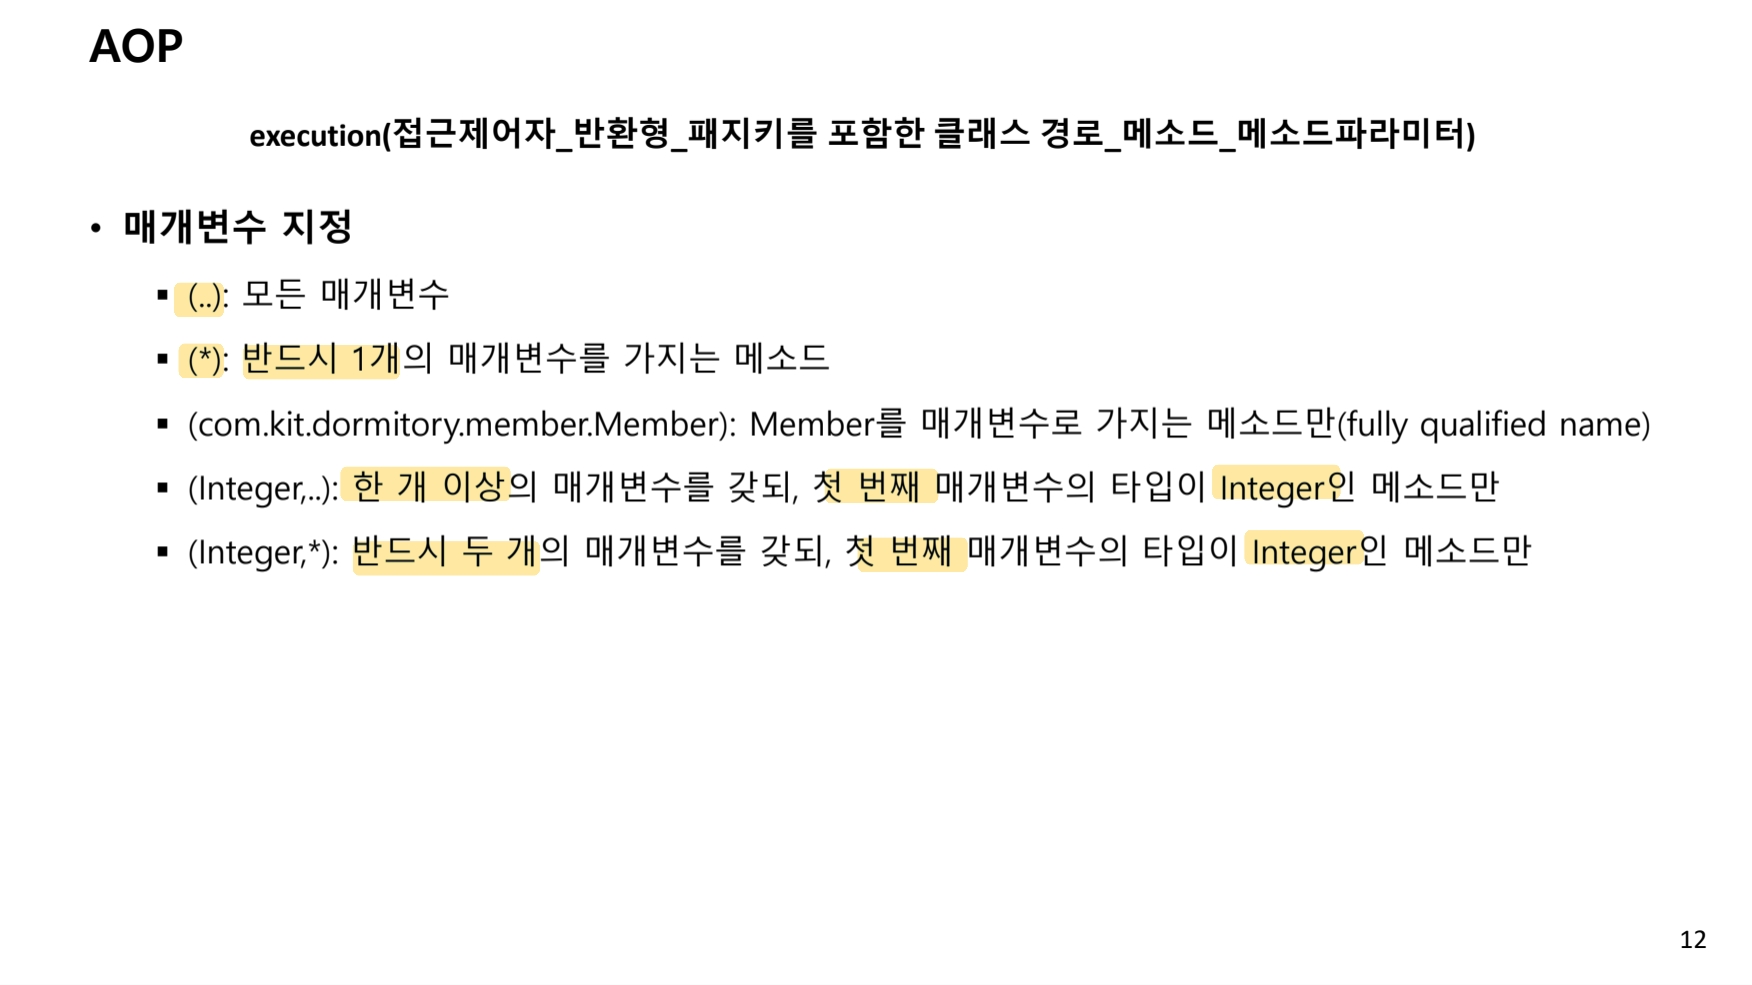 AOP
execution(접근제어자_반환형_패지키를 포함한 클래스 경로_메소드_메소드파라미터)
• 매개변수 지정
▪ (..): 모든 매개변수
▪ (*): 반드시 1개의 매개변수를 가지는 메소드
▪ (com.kit.dormitory.member.Member): Member를 매개변수로 가지는 메소드만(fully qualified name)
▪ (Integer,..): 한 개 이상의 매개변수를 갖되, 첫 번째 매개변수의 타입이 Integer인 메소드만
▪ (Integer,*): 반드시 두 개의 매개변수를 갖되, 첫 번째 매개변수의 타입이 Integer인 메소드만
12